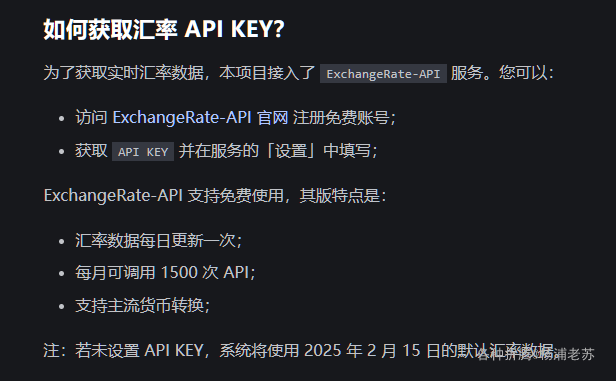 如何获取汇率 API KEY？
为了获取实时汇率数据，本项目接入了 ExchangeRate-API 服务。您可以：
访问 ExchangeRate-API 官网 注册免费账号；
获取 API KEY 并在服务的「设置」中填写；
ExchangeRate-API 支持免费使用，其版特点是：
汇率数据每日更新一次；
每月可调用 1500 次 API；
支持主流货币转换；
注：若未设置 API KEY，系统将使用 2025 年 2 月 15 日的默认汇率数据。
各种折腾@杨浦老苏